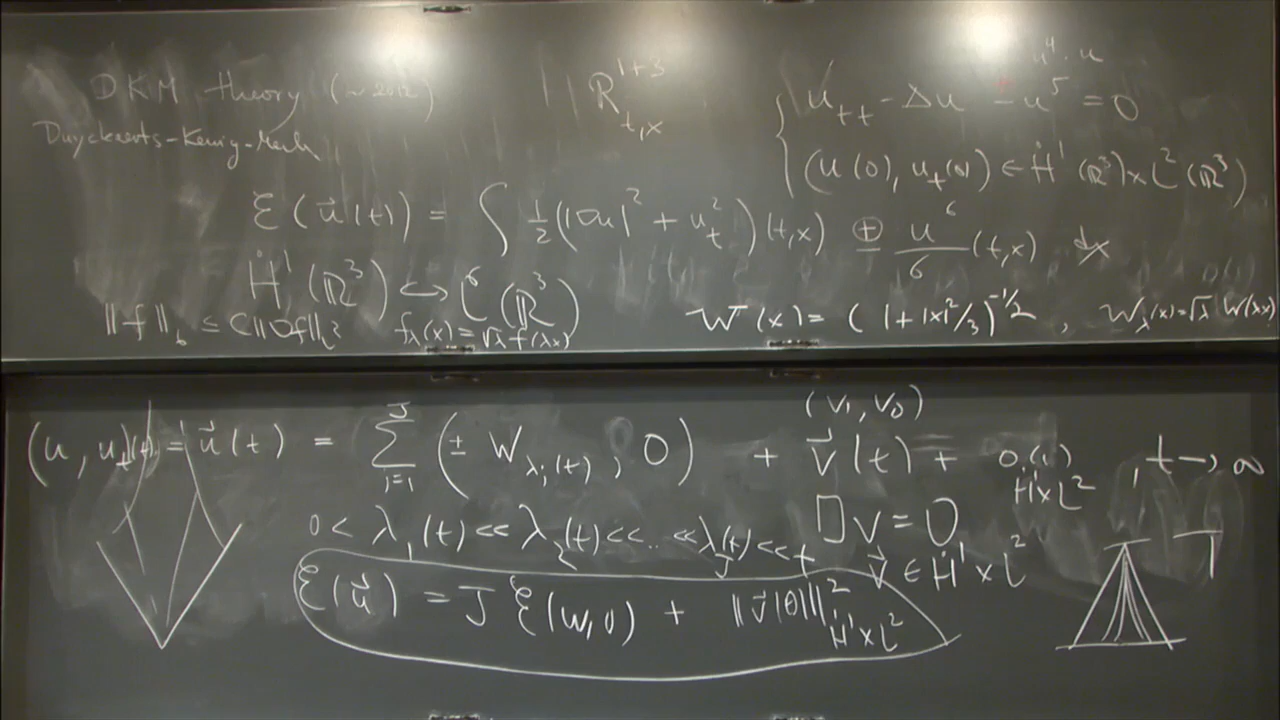 DKM theory (~2012)
Duyckaerts-Kenig-Merle
ℝ^{1+3}_{t,x}
u^4 · u
u_{tt} - Δu - u^5 = 0
(u(0), u_t(0)) ∈ Ḣ^1(ℝ^3) × L^2(ℝ^3)
ℰ(u⃗(t)) = ∫ 1/2 (|∇u|^2 + u_t^2)(t,x) ± u^6/6 (t,x) dx
Ḣ^1(ℝ^3) ↪ L^6(ℝ^3)
‖f‖_6 ≤ C‖∇f‖_{L^2} f_λ(x) = √λ f(λx)
W(x) = (1+|x|^2/3)^{-1/2}, W_λ(x) = √λ W(λx)
(v_1, v_0)
(u, u_t)(t) = u⃗(t) = ∑_{j=1}^{J} (± W_{λ_j(t)}, 0) + v⃗(t) + o(1)_{Ḣ^1×L^2}, t → ∞
0 < λ_1(t) << λ_2(t) << .. << λ_J(t) << t
□v = 0
v⃗ ∈ Ḣ^1 × L^2
ℰ(u⃗) = J ℰ(W,0) + ‖v⃗(0)‖^2_{Ḣ^1×L^2}